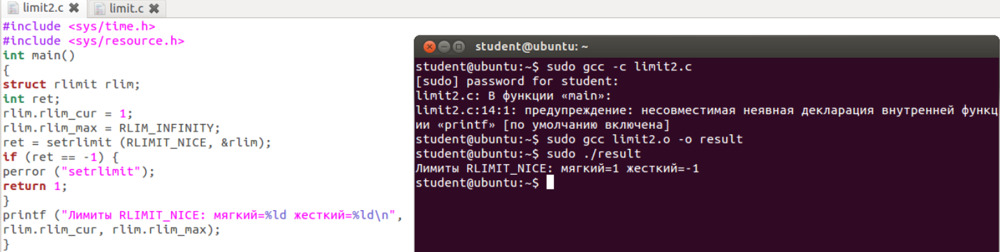 limit2.c ✖ limit.c ✖
#include <sys/time.h>
#include <sys/resource.h>
int main()
{
struct rlimit rlim;
int ret;
rlim.rlim_cur = 1;
rlim.rlim_max = RLIM_INFINITY;
ret = setrlimit (RLIMIT_NICE, &rlim);
if (ret == -1) {
perror ("setrlimit");
return 1;
}
printf ("Лимиты RLIMIT_NICE: мягкий=%ld жесткий=%ld\n",
rlim.rlim_cur, rlim.rlim_max);
}
student@ubuntu: ~
student@ubuntu:~$ sudo gcc -c limit2.c
[sudo] password for student:
limit2.c: В функции «main»:
limit2.c:14:1: предупреждение: несовместимая неявная декларация внутренней функц
ии «printf» [по умолчанию включена]
student@ubuntu:~$ sudo gcc limit2.o -o result
student@ubuntu:~$ sudo ./result
Лимиты RLIMIT_NICE: мягкий=1 жесткий=-1
student@ubuntu:~$